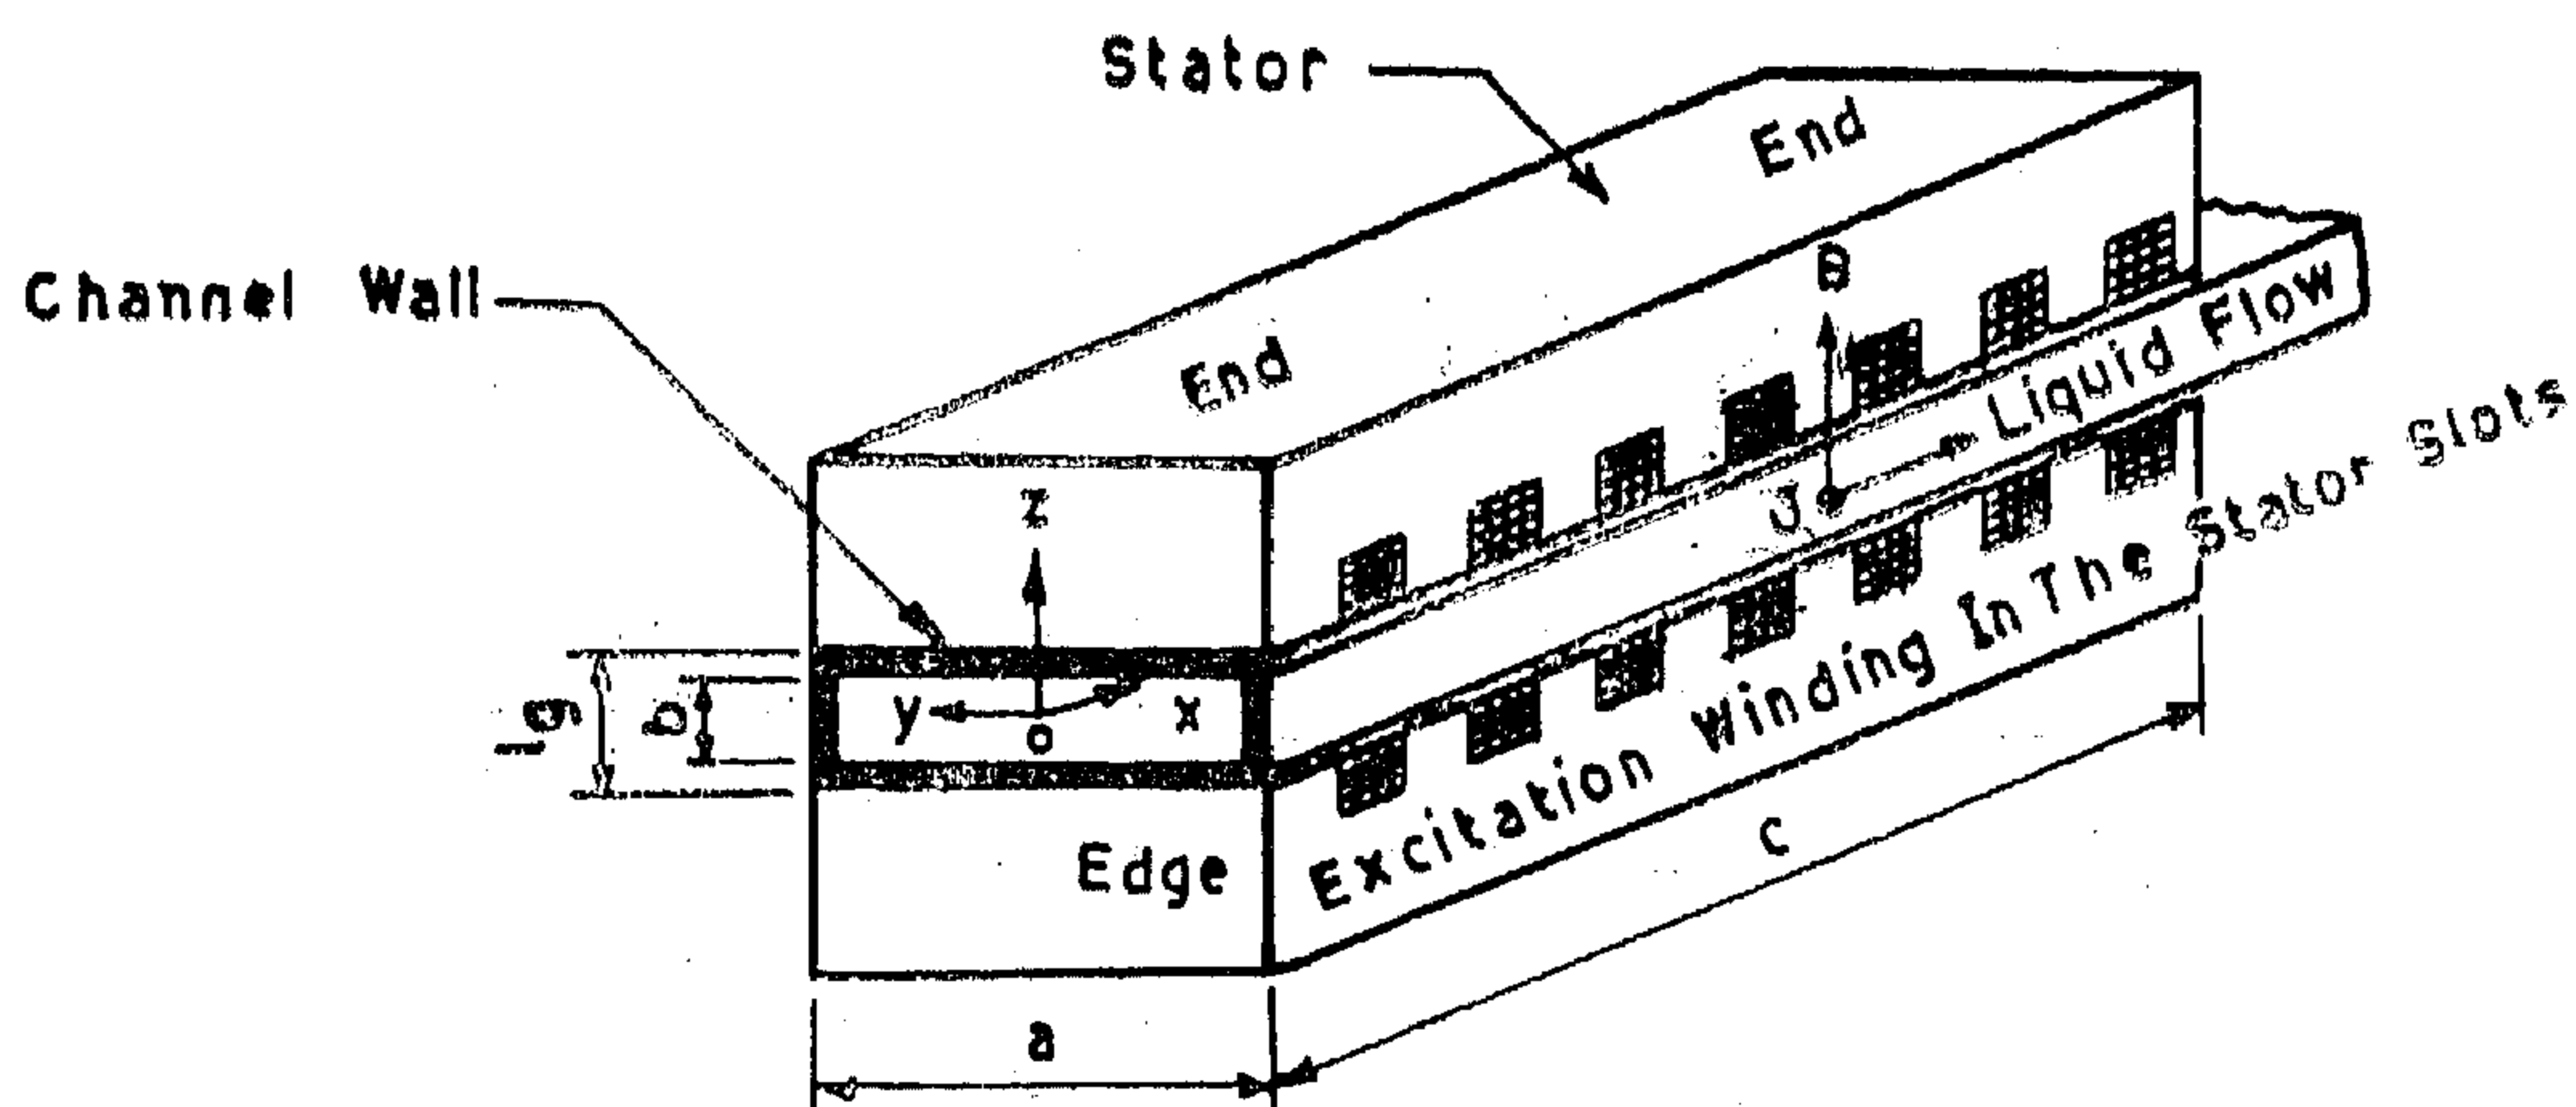 Stator
End
Channel Wall
End
B
Liquid Flow
J
Excitation Winding In The Stator Slots
z
y
x
o
g
b
Edge
c
a